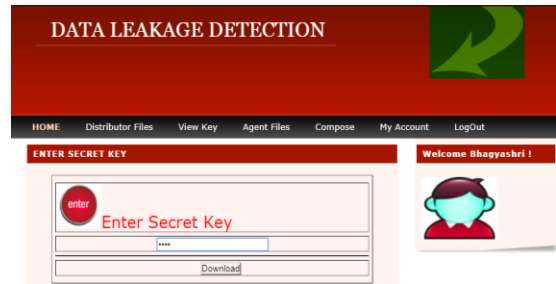 DATA LEAKAGE DETECTION
HOME Distributor Files View Key Agent Files Compose My Account LogOut
ENTER SECRET KEY
Welcome Bhagyashri !
enter
Enter Secret Key
••••
Download